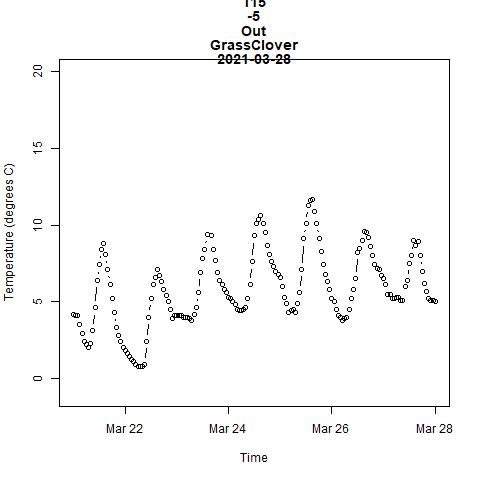 T15
-5
Out
GrassClover
2021-03-28
Temperature (degrees C)
20
15
10
5
0
Mar 22 Mar 24 Mar 26 Mar 28
Time